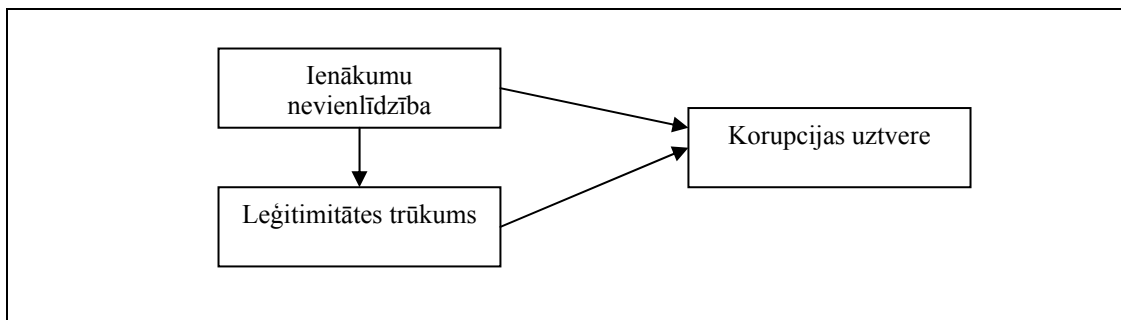 Ienākumu
nevienlīdzība
Korupcijas uztvere
Leģitimitātes trūkums